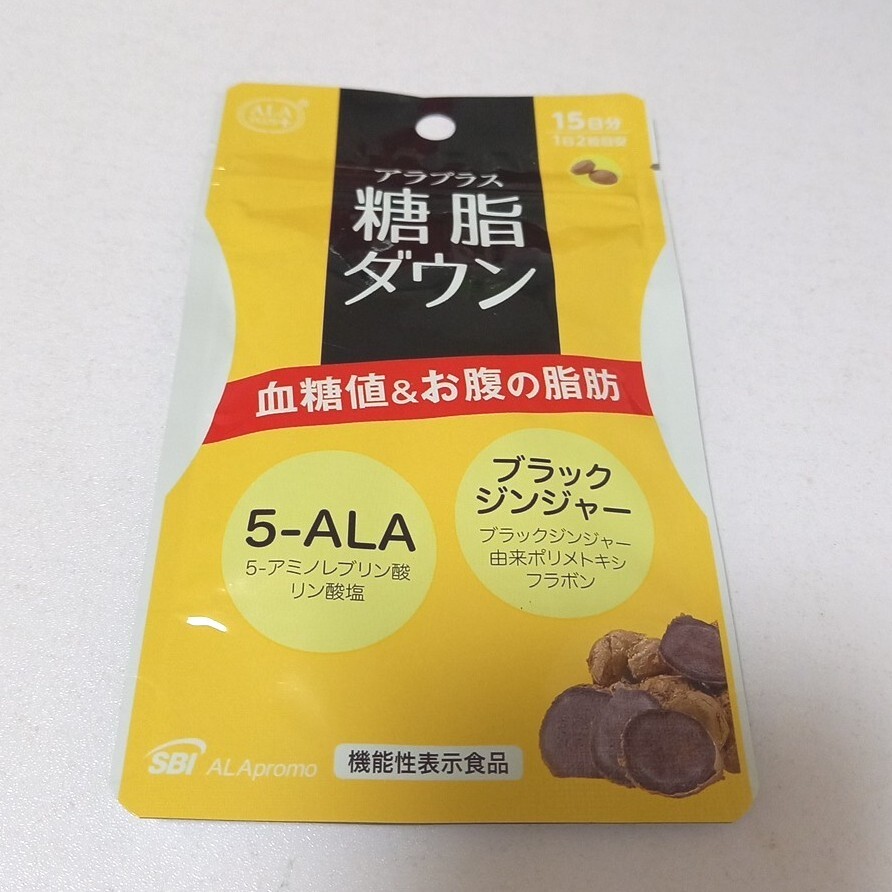 ALA
15日分
1日2粒目安
アラプラス
糖脂
ダウン
血糖値&お腹の脂肪
5-ALA
5-アミノレブリン酸
リン酸塩
ブラック
ジンジャー
ブラックジンジャー
由来ポリメトキシ
フラボン
SBI ALApromo
機能性表示食品